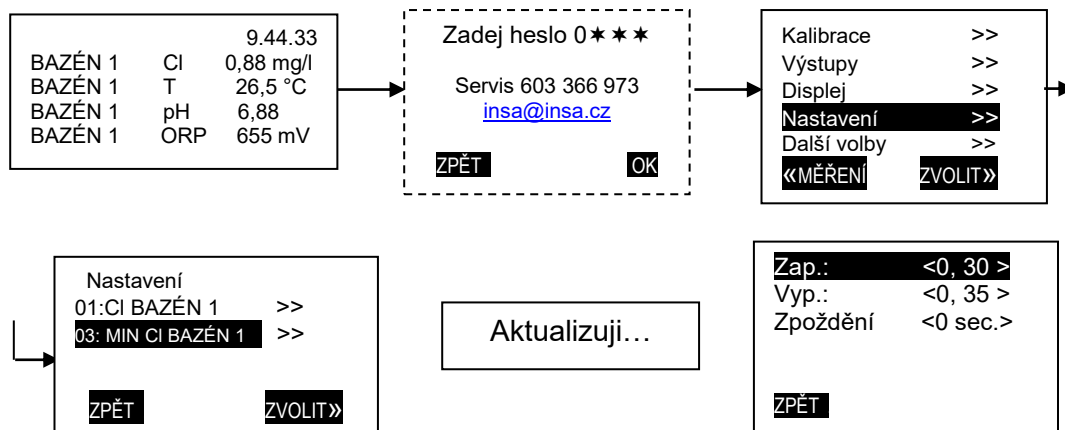 9.44.33
BAZÉN 1 Cl 0,88 mg/l
BAZÉN 1 T 26,5 °C
BAZÉN 1 pH 6,88
BAZÉN 1 ORP 655 mV
Zadej heslo 0✶✶✶
Servis 603 366 973
insa@insa.cz
ZPĚT OK
Kalibrace >>
Výstupy >>
Displej >>
Nastavení >>
Další volby >>
«MĚŘENÍ ZVOLIT»
Nastavení
01:Cl BAZÉN 1 >>
03: MIN Cl BAZÉN 1 >>
ZPĚT ZVOLIT»
Aktualizuji…
Zap.: <0, 30 >
Vyp.: <0, 35 >
Zpoždění <0 sec.>
ZPĚT